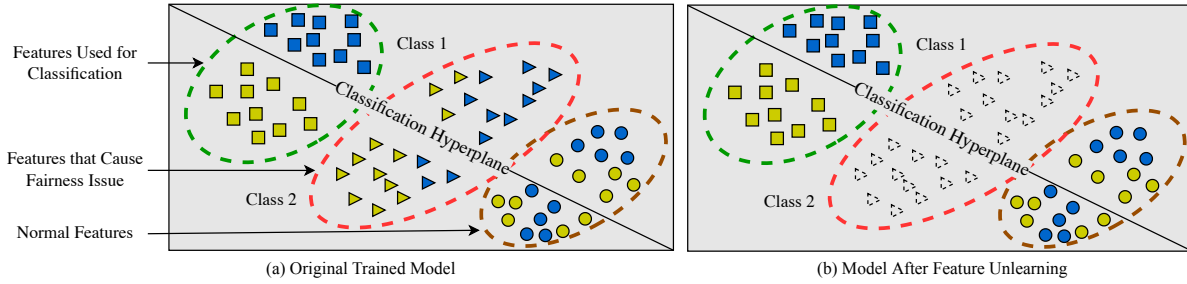 Features Used for
Classification
Features that Cause
Fairness Issue
Normal Features
Class 1
Classification Hyperplane
Class 2
(a) Original Trained Model
Class 1
Classification Hyperplane
Class 2
(b) Model After Feature Unlearning